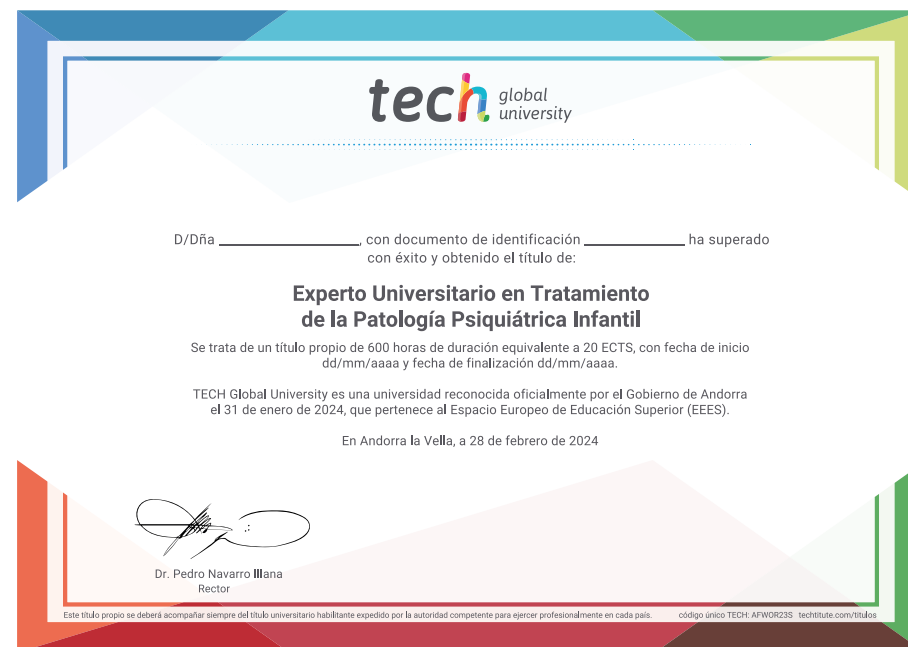 tech global university
D/Dña ____________________, con documento de identificación ______________ ha superado
con éxito y obtenido el título de:
Experto Universitario en Tratamiento
de la Patología Psiquiátrica Infantil
Se trata de un título propio de 600 horas de duración equivalente a 20 ECTS, con fecha de inicio
dd/mm/aaaa y fecha de finalización dd/mm/aaaa.
TECH Global University es una universidad reconocida oficialmente por el Gobierno de Andorra
el 31 de enero de 2024, que pertenece al Espacio Europeo de Educación Superior (EEES).
En Andorra la Vella, a 28 de febrero de 2024
Dr. Pedro Navarro Illana
Rector
Este título propio se deberá acompañar siempre del título universitario habilitante expedido por la autoridad competente para ejercer profesionalmente en cada país. código único TECH: AFWOR23S techtitute.com/titulos